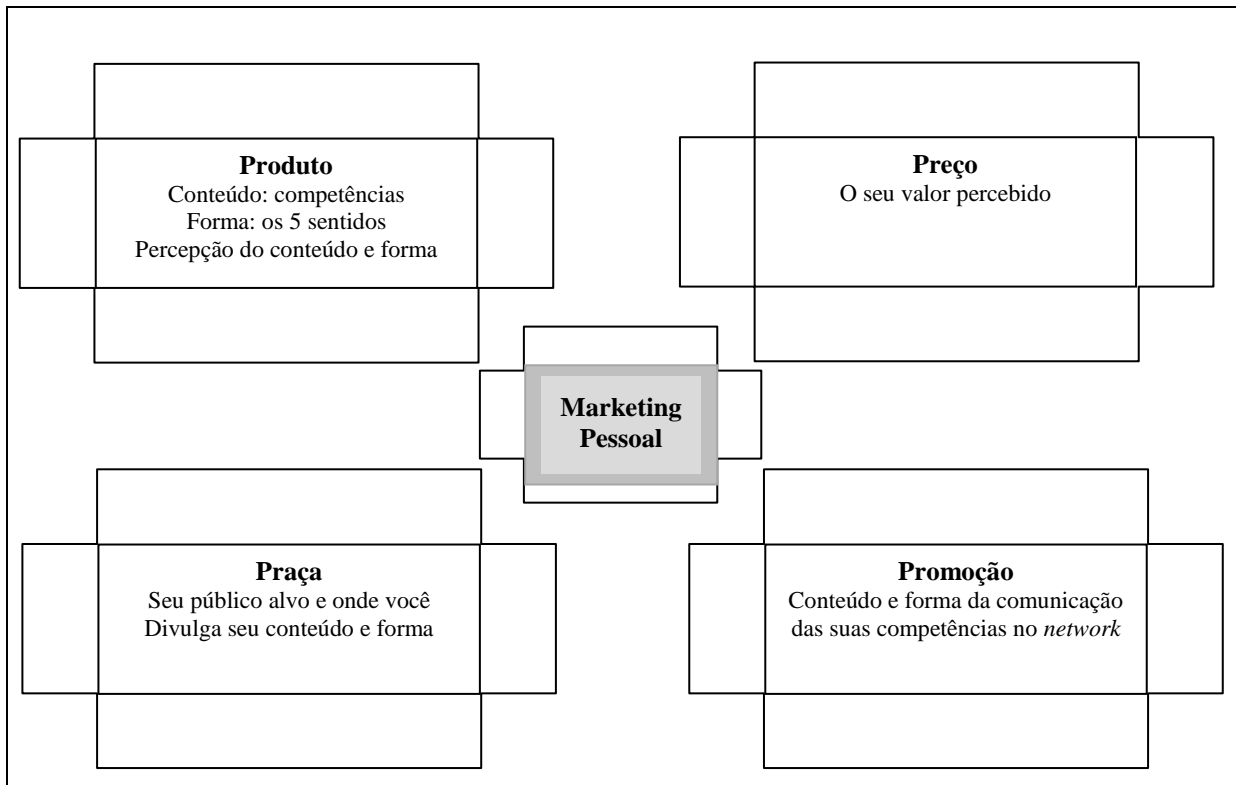 Produto
Conteúdo: competências
Forma: os 5 sentidos
Percepção do conteúdo e forma
Preço
O seu valor percebido
Marketing
Pessoal
Praça
Seu público alvo e onde você
Divulga seu conteúdo e forma
Promoção
Conteúdo e forma da comunicação
das suas competências no network